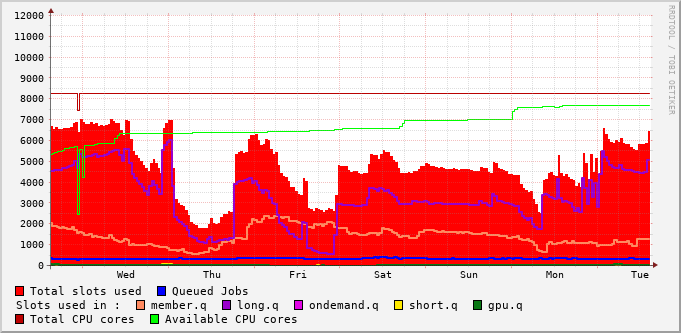 RRDTOOL / TOBI OETIKER
12000
11000
10000
9000
8000
7000
6000
5000
4000
3000
2000
1000
0
Wed Thu Fri Sat Sun Mon Tue
Total slots used Queued Jobs
Slots used in : member.q long.q ondemand.q short.q gpu.q
Total CPU cores Available CPU cores